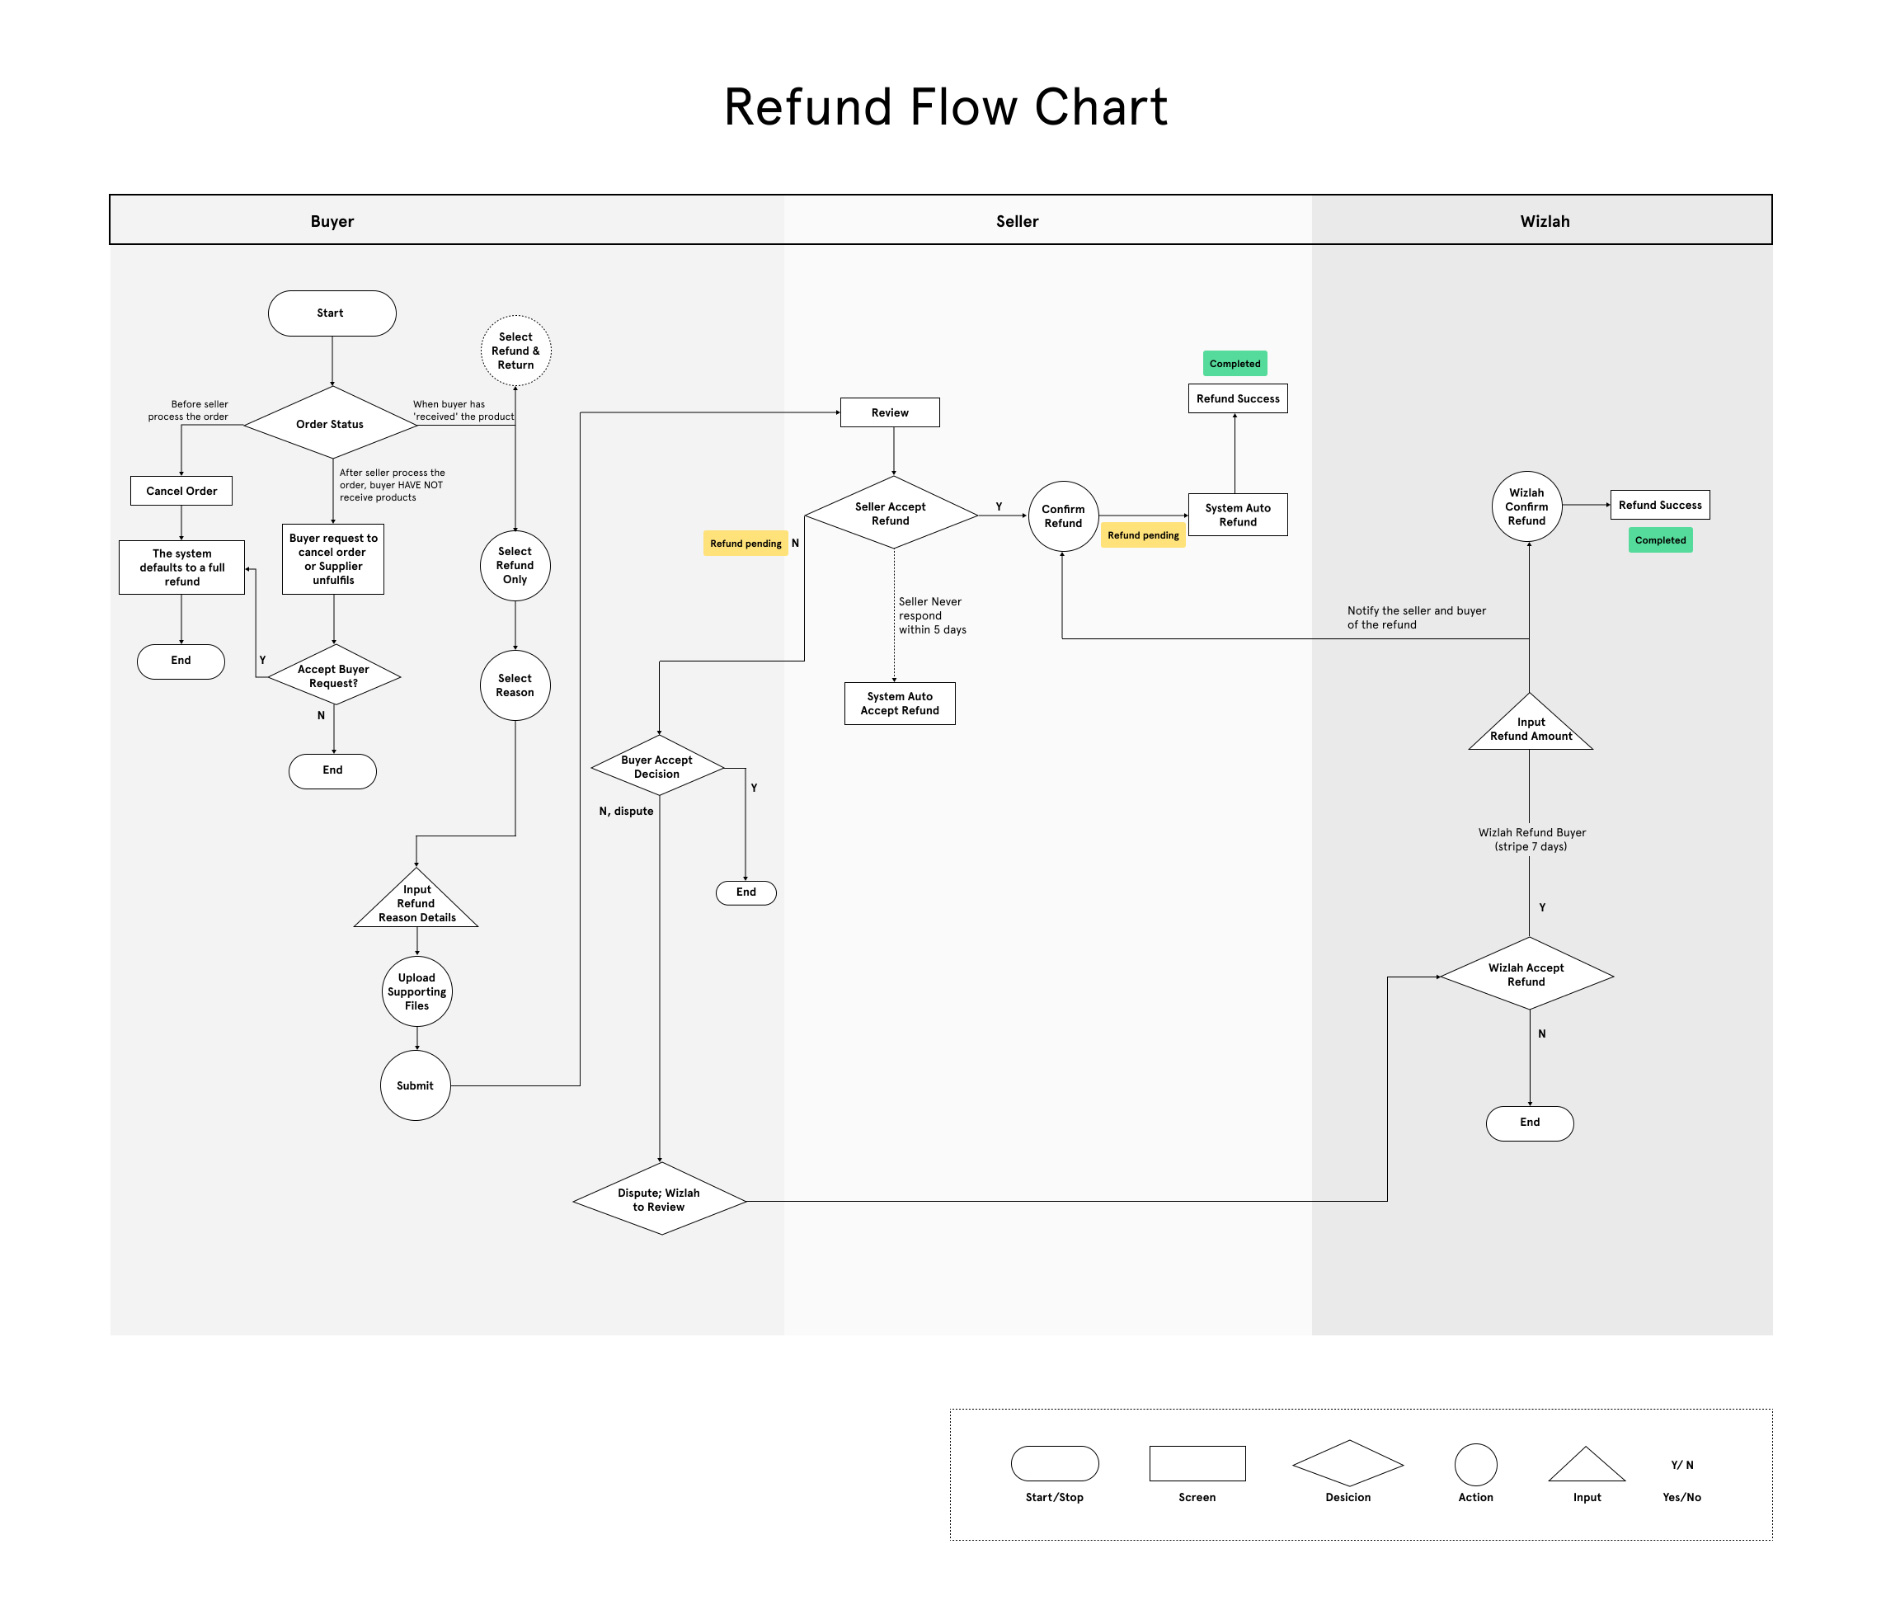 Refund Flow Chart
Buyer
Seller
Wizlah
Start
Select
Refund &
Return
Before seller
process the order
Order Status
When buyer has
'received' the product
After seller process the
order, buyer HAVE NOT
receive products
Cancel Order
The system
defaults to a full
refund
End
Buyer request to
cancel order
or Supplier
unfulfils
Y
Accept Buyer
Request?
N
End
Select
Refund
Only
Select
Reason
Input
Refund
Reason Details
Upload
Supporting
Files
Submit
Review
Seller Accept
Refund
Y
Refund pending
N
Seller Never
respond
within 5 days
System Auto
Accept Refund
Confirm
Refund
Refund pending
System Auto
Refund
Refund Success
Completed
Buyer Accept
Decision
Y
N, dispute
End
Dispute; Wizlah
to Review
Wizlah
Confirm
Refund
Refund Success
Completed
Notify the seller and buyer
of the refund
Input
Refund Amount
Wizlah Refund Buyer
(stripe 7 days)
Y
Wizlah Accept
Refund
N
End
Y/ N
Start/Stop
Screen
Desicion
Action
Input
Yes/No